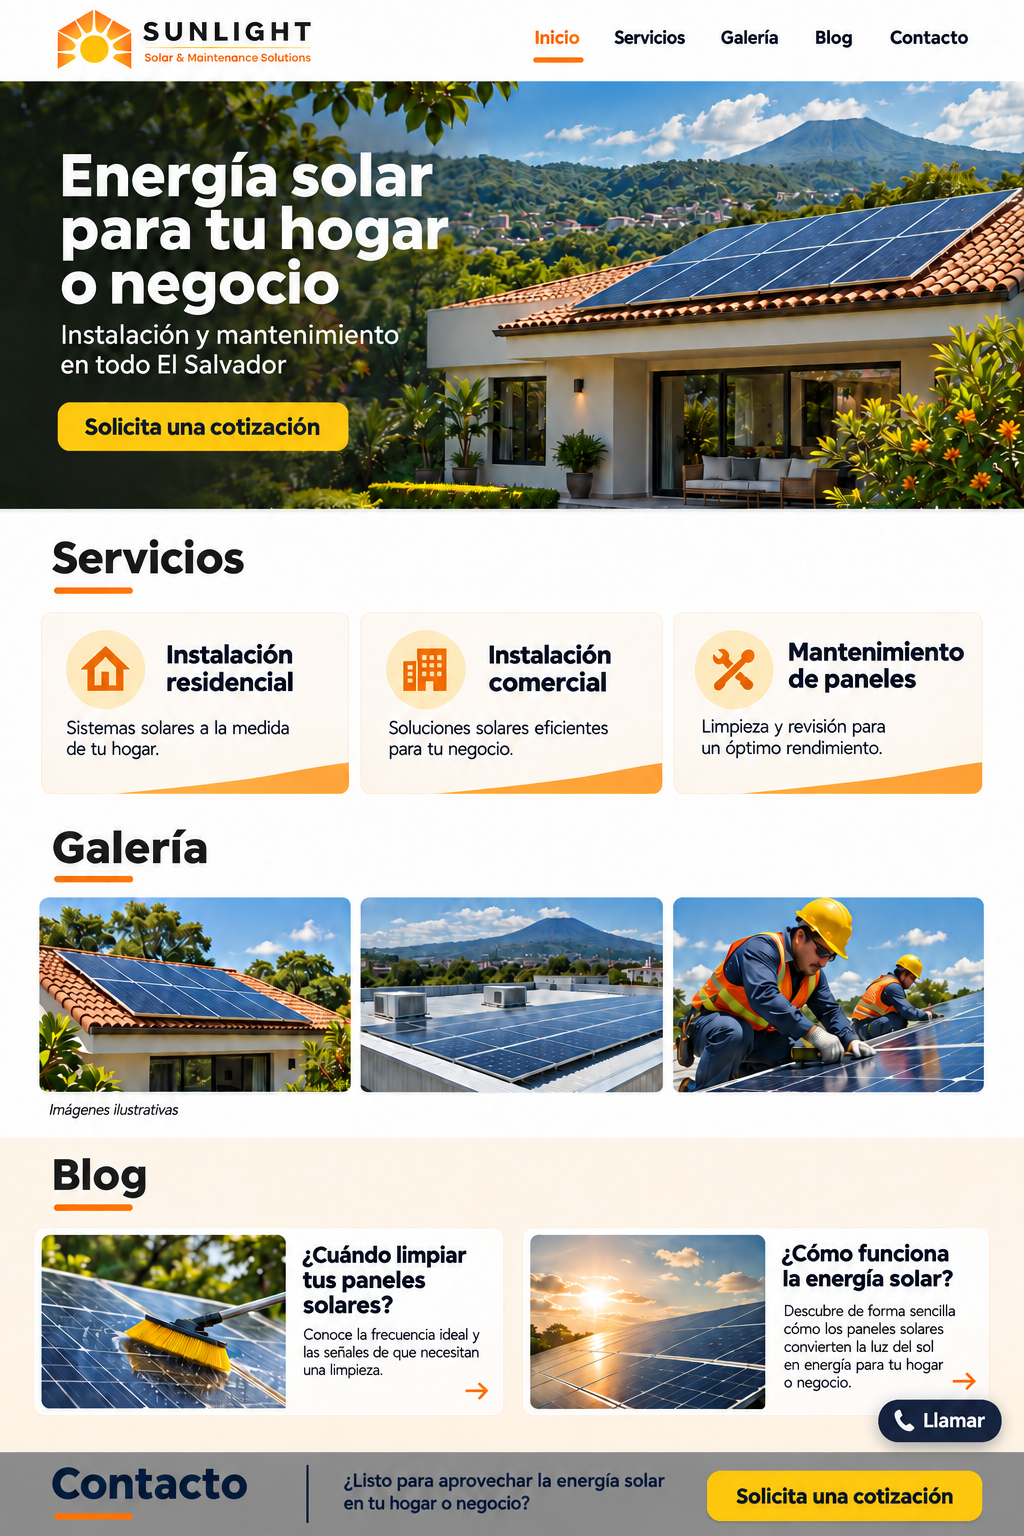 SUNLIGHT
Solar & Maintenance Solutions
Inicio
Servicios
Galería
Blog
Contacto
Energía solar
para tu hogar
o negocio
Instalación y mantenimiento
en todo El Salvador
Solicita una cotización
Servicios
Instalación
residencial
Sistemas solares a la medida
de tu hogar.
Instalación
comercial
Soluciones solares eficientes
para tu negocio.
Mantenimiento
de paneles
Limpieza y revisión para
un óptimo rendimiento.
Galería
Imágenes ilustrativas
Blog
¿Cuándo limpiar
tus paneles
solares?
Conoce la frecuencia ideal y
las señales de que necesitan
una limpieza.
¿Cómo funciona
la energía solar?
Descubre de forma sencilla
cómo los paneles solares
convierten la luz del sol
en energía para tu hogar
o negocio.
Llamar
Contacto
¿Listo para aprovechar la energía solar
en tu hogar o negocio?
Solicita una cotización